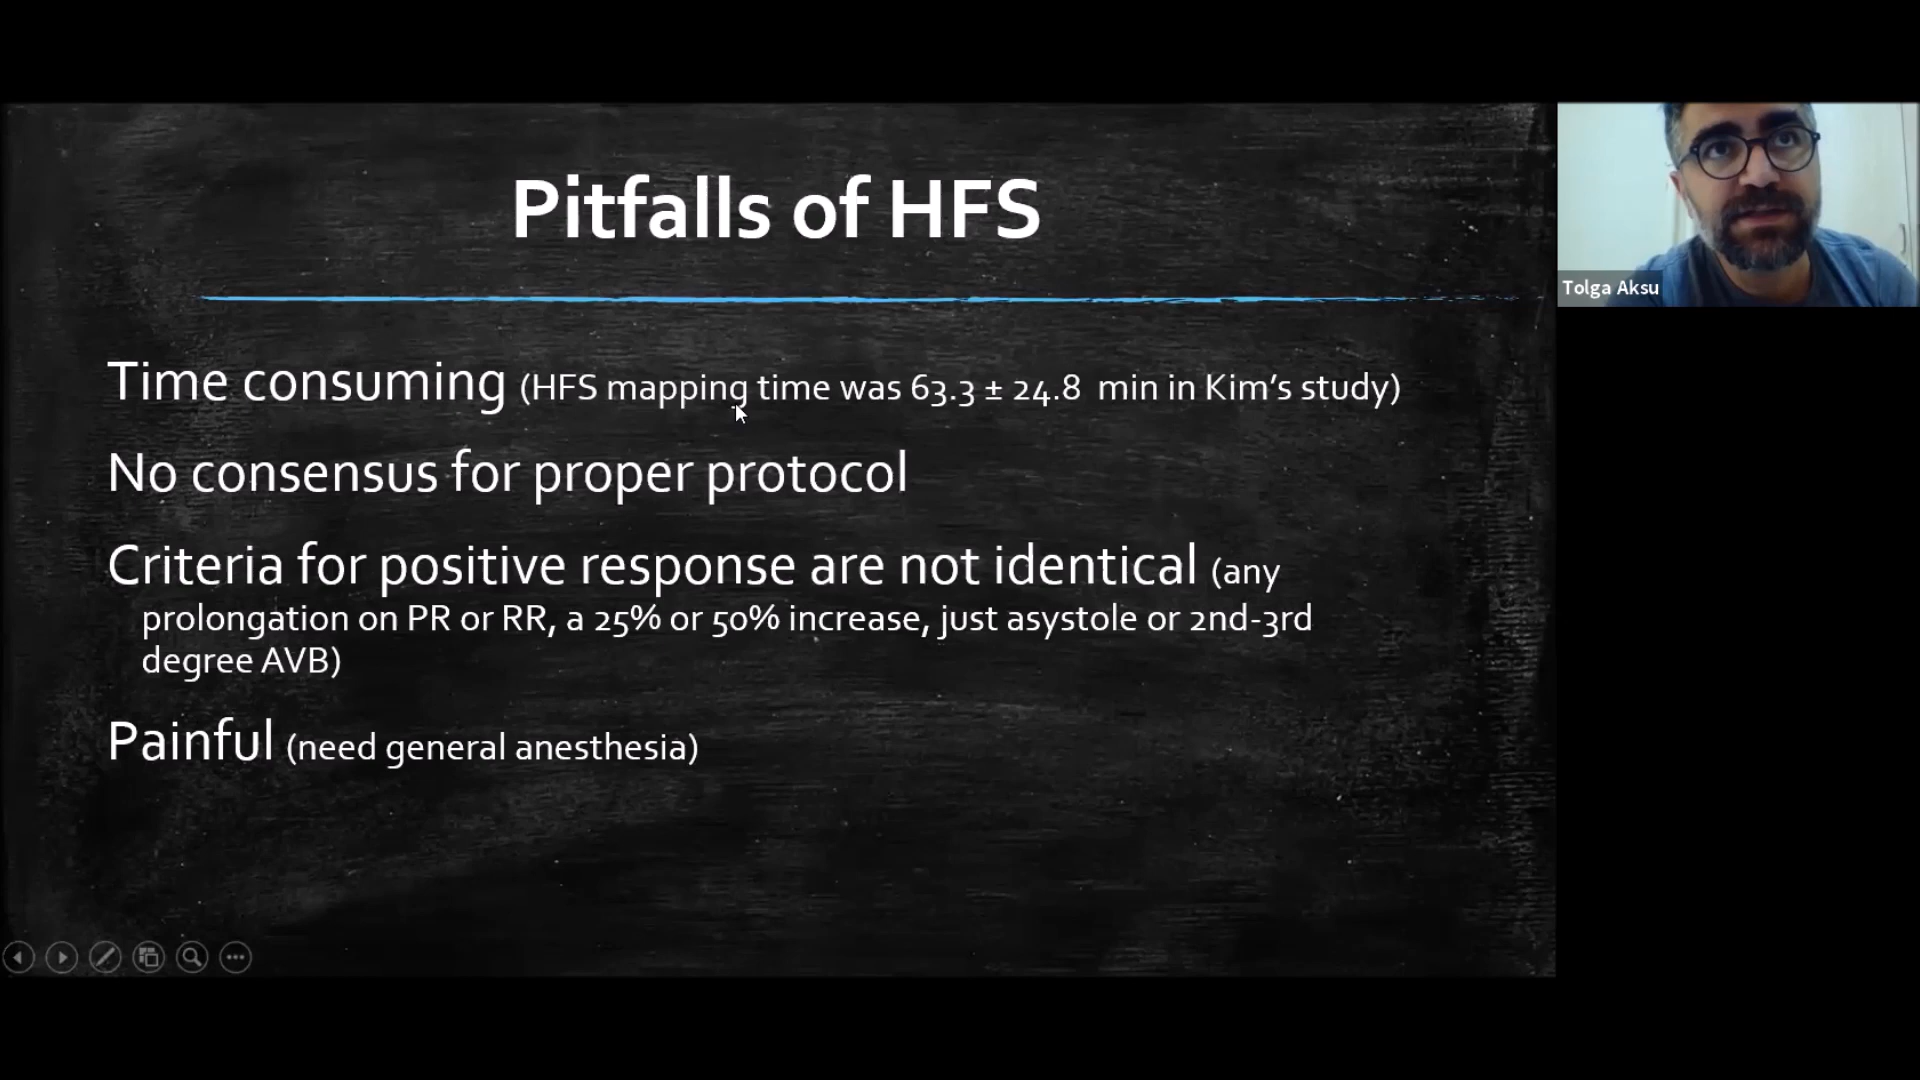 Pitfalls of HFS
Tolga Aksu
Time consuming (HFS mapping time was 63.3 ± 24.8 min in Kim's study)
No consensus for proper protocol
Criteria for positive response are not identical (any
prolongation on PR or RR, a 25% or 50% increase, just asystole or 2nd-3rd
degree AVB)
Painful (need general anesthesia)